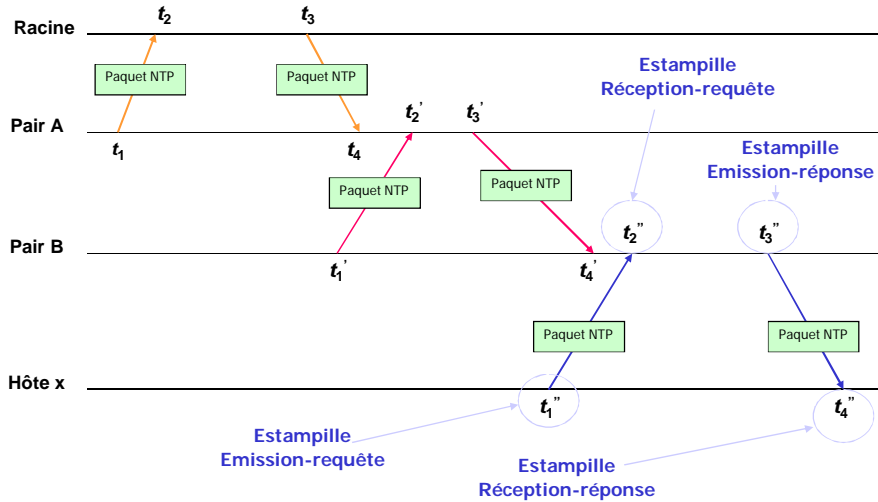 t2
t3
Racine
Estampille
Réception-requête
Paquet NTP
Paquet NTP
t2'
t3'
Pair A
t1
t4
Estampille
Emission-réponse
Paquet NTP
Paquet NTP
t2"
t3"
Pair B
t1'
t4'
Paquet NTP
Paquet NTP
Hôte x
t1"
t4"
Estampille
Emission-requête
Estampille
Réception-réponse